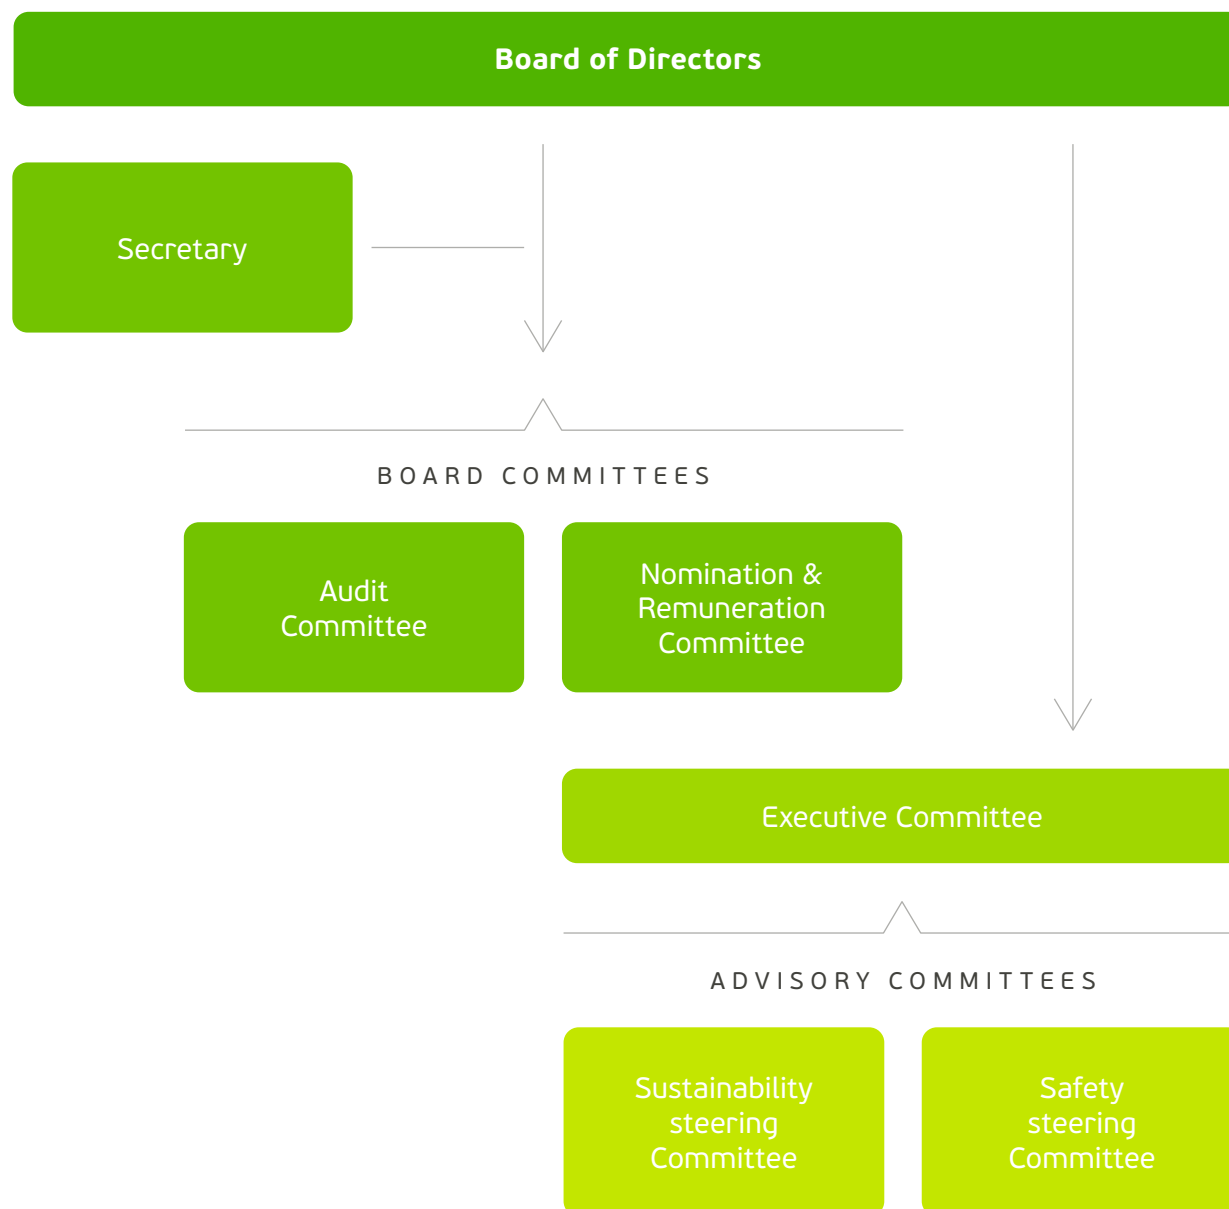 Board of Directors
Secretary
BOARD COMMITTEES
Audit
Committee
Nomination &
Remuneration
Committee
Executive Committee
ADVISORY COMMITTEES
Sustainability
steering
Committee
Safety
steering
Committee